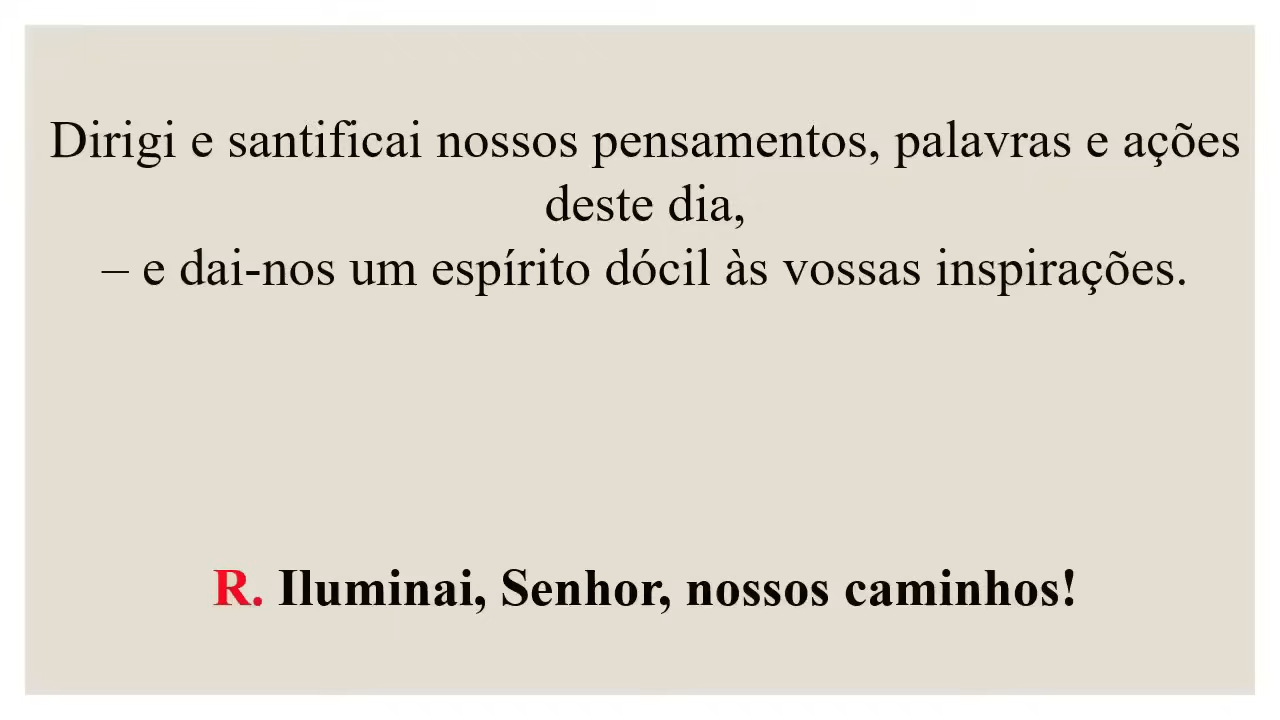 Dirigi e santificai nossos pensamentos, palavras e ações
deste dia,
– e dai-nos um espírito dócil às vossas inspirações.
R. Iluminai, Senhor, nossos caminhos!